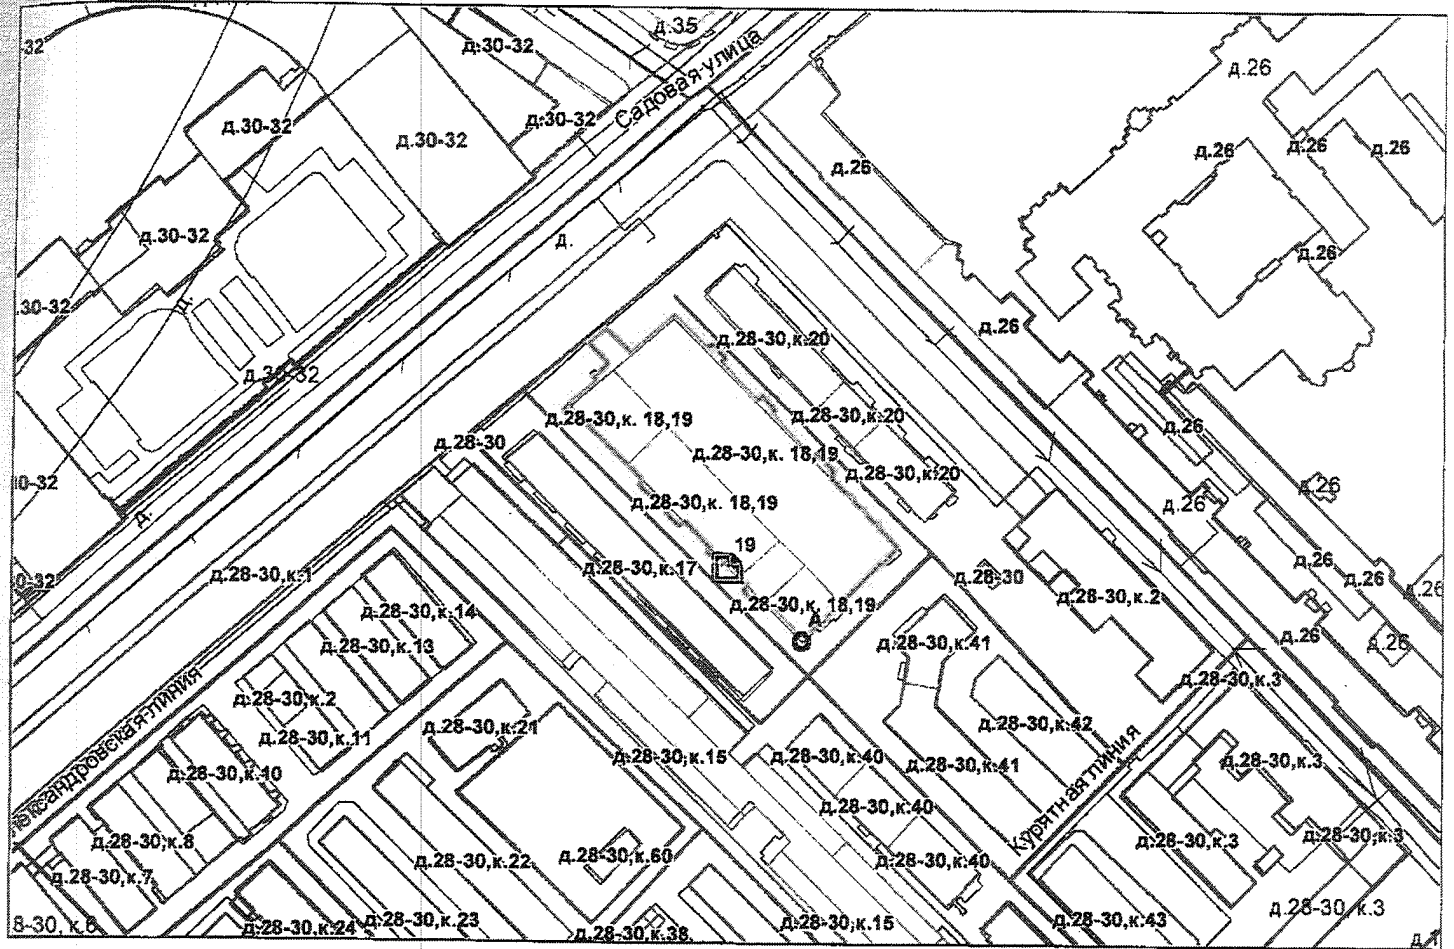 д.35
32
д.30-32
Садовая улица
д.26
д.30-32
д.30-32
д.30-32
д.26
д.26
д.26
д.26
д.30-32
д.
д.26
.30-32
д.
д.26
д.28-30,к.20
д.30-32
д.28-30,к. 18,19
д.28-30,к.20
д.26
д.28-30
д.28-30,к. 18,19
д.28-30,к.20
д.26
д.28-30,к. 18,19
д.26
д.
19
д.28-30,к.17
д.26
д.28-30,к.1
д.28-30
д.26
д.26
д.28-30,к.2
д.28-30,к.14
д.28-30,к. 18,19
д.28-30,к.13
д.28-30,к.41
д.26
д.26
д.28-30,к.3
д.28-30,к.2
Александровская линия
д.28-30,к.21
д.28-30,к.42
д.28-30,к.11
д.28-30,к.15
д.28-30,к.40
д.28-30,к.41
Курятная линия
д.28-30,к.3
д.28-30,к.10
д.28-30,к.40
д.28-30,к.8
д.28-30,к.22
д.28-30,к.60
д.28-30,к.40
д.28-30,к.3
д.28-30,к.3
д.28-30,к.7
д.28-30,к.3
8-30, к.6
д.28-30,к.24
д.28-30,к.23
д.28-30,к.38
д.28-30,к.15
д.28-30,к.43